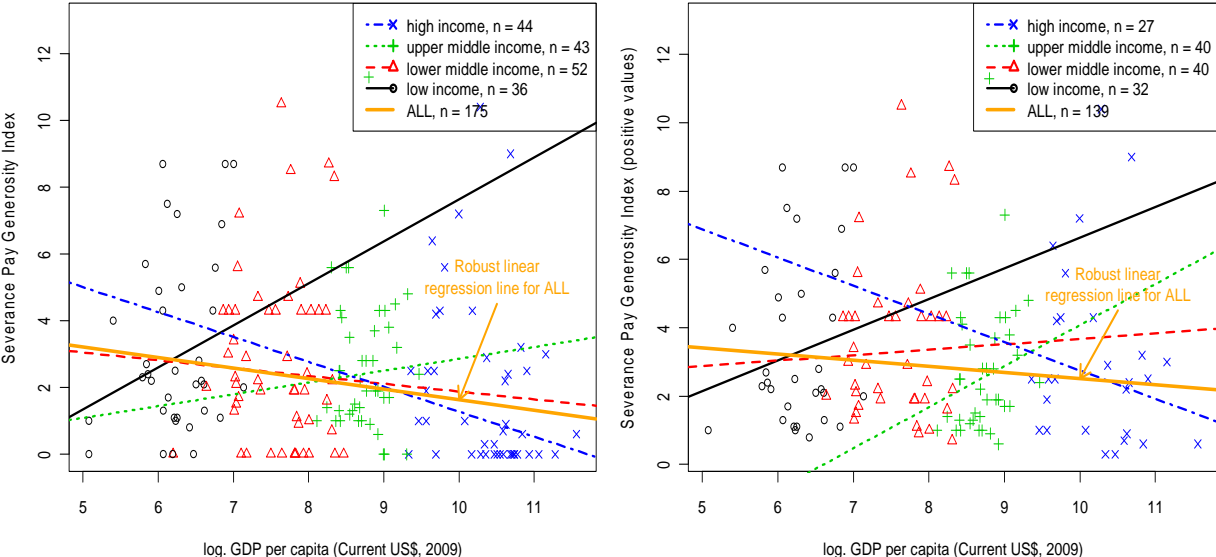 Severance Pay Generosity Index
12
10
8
6
4
2
0
high income, n = 44
upper middle income, n = 43
lower middle income, n = 52
low income, n = 36
ALL, n = 175
Robust linear
regression line for ALL
5 6 7 8 9 10 11
log. GDP per capita (Current US$, 2009)
Severance Pay Generosity Index (positive values)
12
10
8
6
4
2
0
high income, n = 27
upper middle income, n = 40
lower middle income, n = 40
low income, n = 32
ALL, n = 139
Robust linear
regression line for ALL
5 6 7 8 9 10 11
log. GDP per capita (Current US$, 2009)